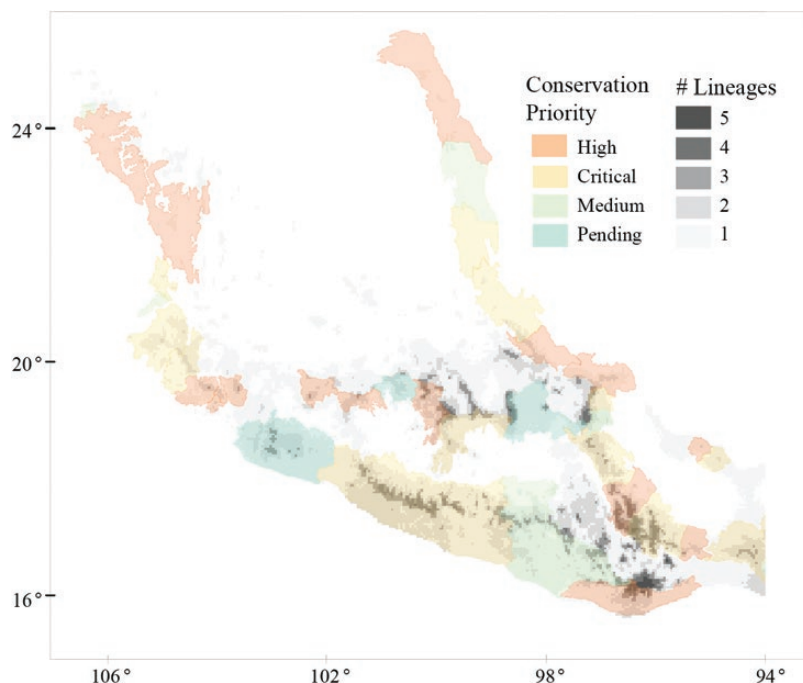 Conservation
Priority
High
Critical
Medium
Pending
# Lineages
5
4
3
2
1
24°
20°
16°
106°
102°
98°
94°